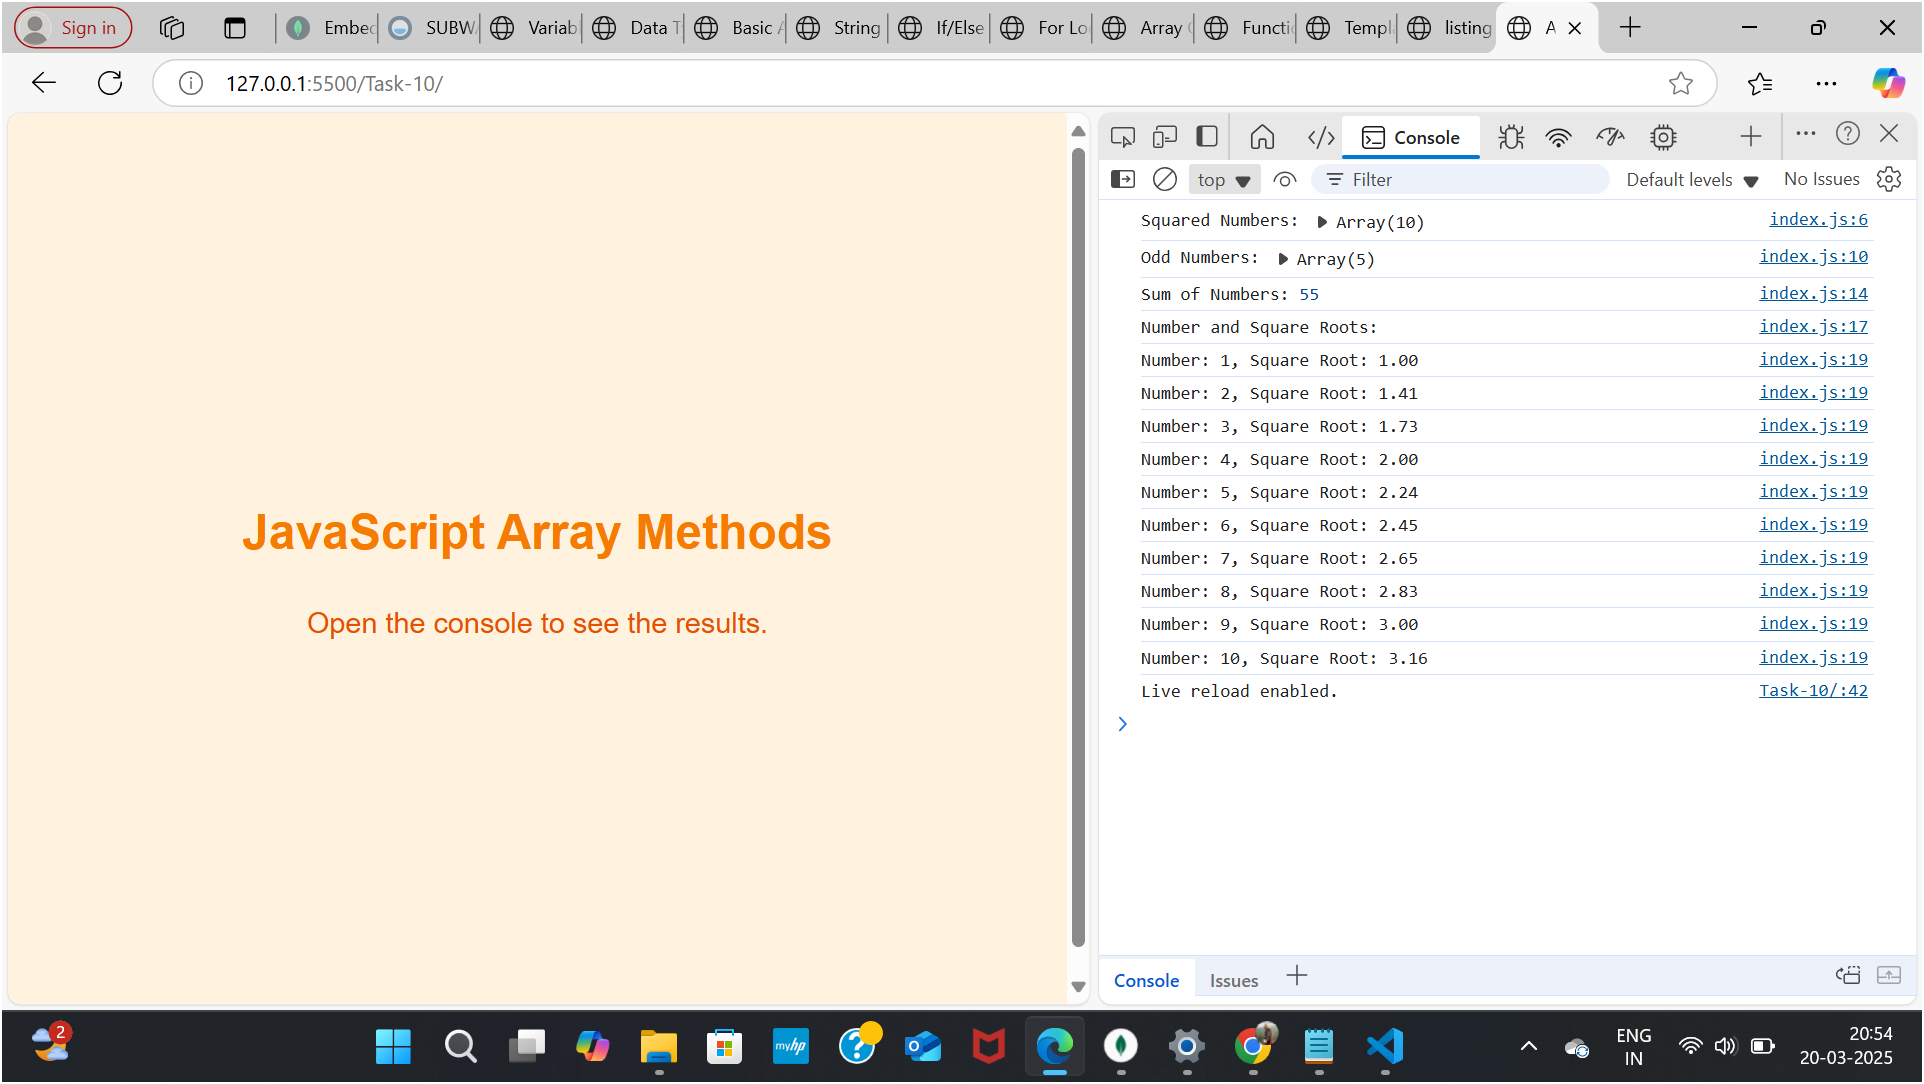 Sign in
Embec
SUBW
Variab
Data T
Basic
String
If/Else
For Lo
Array
Functi
Templ
listing
A
127.0.0.1:5500/Task-10/
Console
top
Filter
Default levels
No Issues
Squared Numbers: Array(10) index.js:6
Odd Numbers: Array(5) index.js:10
Sum of Numbers: 55 index.js:14
Number and Square Roots: index.js:17
Number: 1, Square Root: 1.00 index.js:19
Number: 2, Square Root: 1.41 index.js:19
Number: 3, Square Root: 1.73 index.js:19
Number: 4, Square Root: 2.00 index.js:19
Number: 5, Square Root: 2.24 index.js:19
Number: 6, Square Root: 2.45 index.js:19
Number: 7, Square Root: 2.65 index.js:19
Number: 8, Square Root: 2.83 index.js:19
Number: 9, Square Root: 3.00 index.js:19
Number: 10, Square Root: 3.16 index.js:19
Live reload enabled. Task-10/:42
JavaScript Array Methods
Open the console to see the results.
Console
Issues
2
myhp
ENG
IN
20:54
20-03-2025